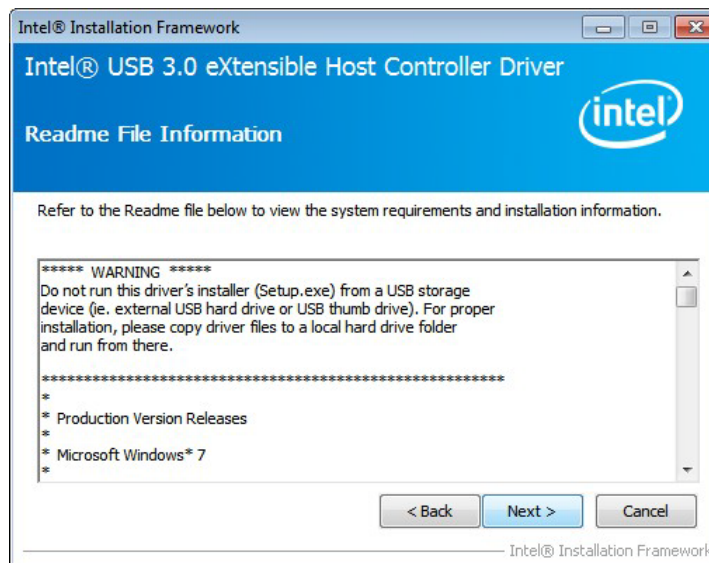 Intel® Installation Framework
Intel® USB 3.0 eXtensible Host Controller Driver
intel
Readme File Information
Refer to the Readme file below to view the system requirements and installation information.
***** WARNING *****
Do not run this driver's installer (Setup.exe) from a USB storage
device (ie. external USB hard drive or USB thumb drive). For proper
installation, please copy driver files to a local hard drive folder
and run from there.
********************************************************
*
* Production Version Releases
*
* Microsoft Windows* 7
*
< Back Next > Cancel
Intel® Installation Framework